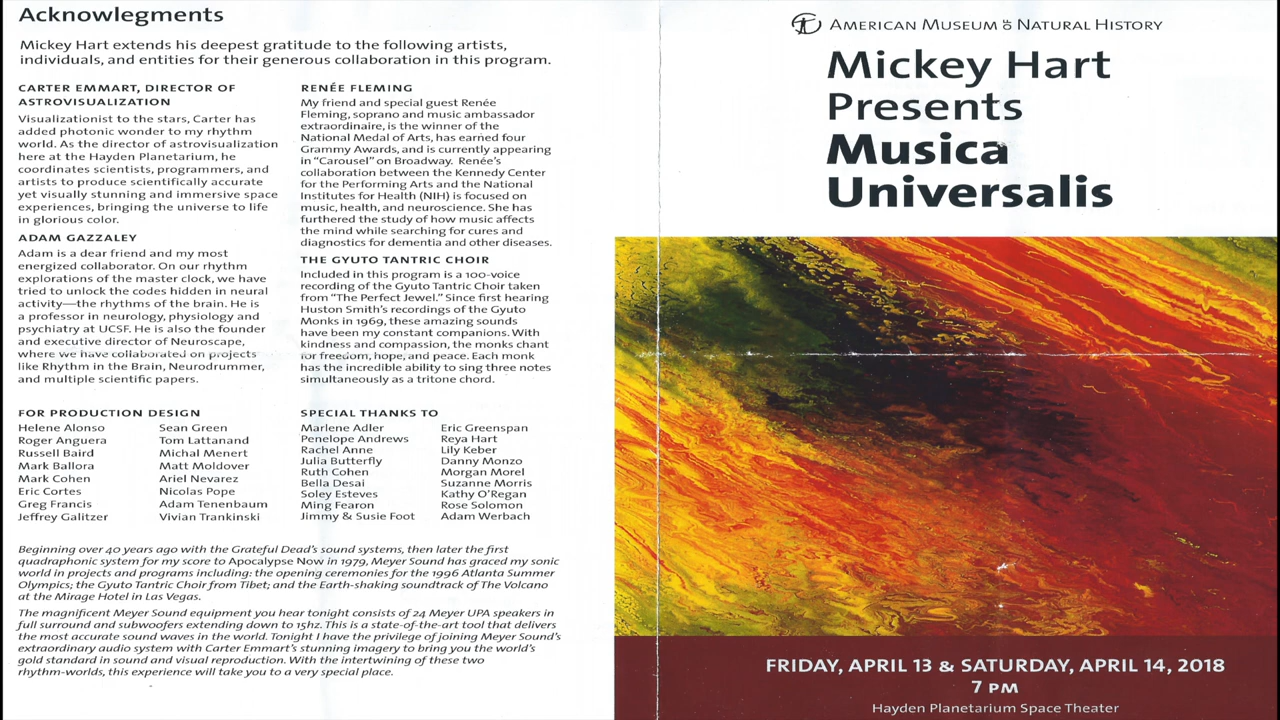 Acknowlegments
Mickey Hart extends his deepest gratitude to the following artists,
individuals, and entities for their generous collaboration in this program.
CARTER EMMART, DIRECTOR OF
ASTROVISUALIZATION
Visualizationist to the stars, Carter has
added photonic wonder to my rhythm
world. As the director of astrovisualization
here at the Hayden Planetarium, he
coordinates scientists, programmers, and
artists to produce scientifically accurate
yet visually stunning and immersive space
experiences, bringing the universe to life
in glorious color.
ADAM GAZZALEY
Adam is a dear friend and my most
energized collaborator. On our rhythm
explorations of the master clock, we have
tried to unlock the codes hidden in neural
activity—the rhythms of the brain. He is
a professor in neurology, physiology and
psychiatry at UCSF. He is also the founder
and executive director of Neuroscape,
where we have collaborated on projects
like Rhythm in the Brain, Neurodrummer,
and multiple scientific papers.
RENÉE FLEMING
My friend and special guest Renée
Fleming, soprano and music ambassador
extraordinaire, is the winner of the
National Medal of Arts, has earned four
Grammy Awards, and is currently appearing
in “Carousel” on Broadway. Renée's
collaboration between the Kennedy Center
for the Performing Arts and the National
Institutes for Health (NIH) is focused on
music, health, and neuroscience. She has
furthered the study of how music affects
the mind while searching for cures and
diagnostics for dementia and other diseases.
THE GYUTO TANTRIC CHOIR
Included in this program is a 100-voice
recording of the Gyuto Tantric Choir taken
from “The Perfect Jewel.” Since first hearing
Huston Smith's recordings of the Gyuto
Monks in 1969, these amazing sounds
have been my constant companions. With
kindness and compassion, the monks chant
for freedom, hope, and peace. Each monk
has the incredible ability to sing three notes
simultaneously as a tritone chord.
FOR PRODUCTION DESIGN
Helene Alonso
Roger Anguera
Russell Baird
Mark Ballora
Mark Cohen
Eric Cortes
Greg Francis
Jeffrey Galitzer
Sean Green
Tom Lattanand
Michal Menert
Matt Moldover
Ariel Nevarez
Nicolas Pope
Adam Tenenbaum
Vivian Trankinski
SPECIAL THANKS TO
Marlene Adler
Penelope Andrews
Rachel Anne
Julia Butterfly
Ruth Cohen
Bella Desai
Soley Esteves
Ming Fearon
Jimmy & Susie Foot
Eric Greenspan
Reya Hart
Lily Keber
Danny Monzo
Morgan Morel
Suzanne Morris
Kathy O'Regan
Rose Solomon
Adam Werbach
Beginning over 40 years ago with the Grateful Dead's sound systems, then later the first
quadraphonic system for my score to Apocalypse Now in 1979, Meyer Sound has graced my sonic
world in projects and programs including: the opening ceremonies for the 1996 Atlanta Summer
Olympics; the Gyuto Tantric Choir from Tibet; and the Earth-shaking soundtrack of The Volcano
at the Mirage Hotel in Las Vegas.
The magnificent Meyer Sound equipment you hear tonight consists of 24 Meyer UPA speakers in
full surround and subwoofers extending down to 15hz. This is a state-of-the-art tool that delivers
the most accurate sound waves in the world. Tonight I have the privilege of joining Meyer Sound's
extraordinary audio system with Carter Emmart's stunning imagery to bring you the world's
gold standard in sound and visual reproduction. With the intertwining of these two
rhythm-worlds, this experience will take you to a very special place.
AMERICAN MUSEUM OF NATURAL HISTORY
Mickey Hart
Presents
Musica
Universalis
FRIDAY, APRIL 13 & SATURDAY, APRIL 14, 2018
7 PM
Hayden Planetarium Space Theater